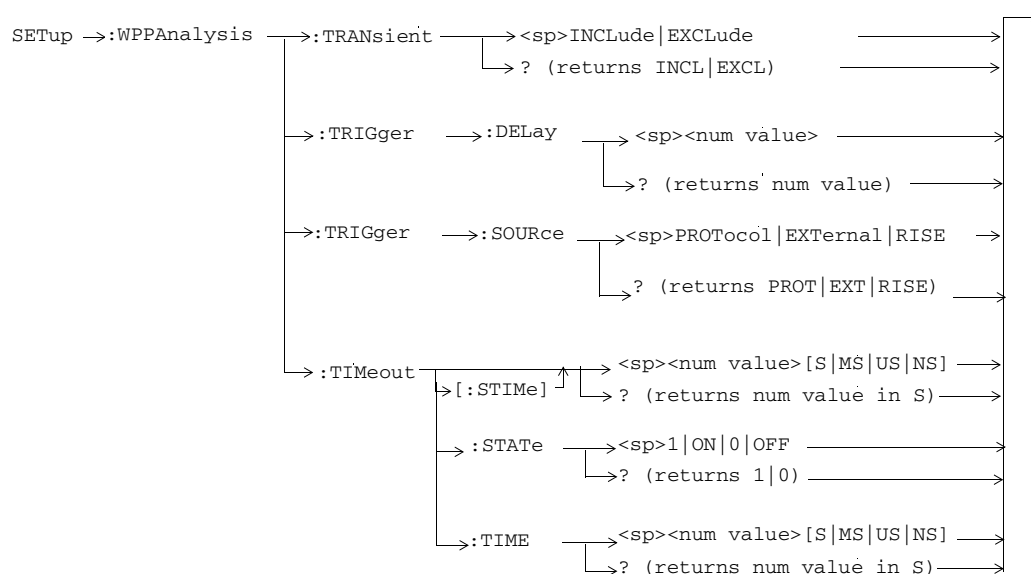 SETup :WPPAnalysis :TRANsient <sp>INCLude|EXCLude
? (returns INCL|EXCL)
:TRIGger :DELay <sp><num value>
? (returns num value)
:TRIGger :SOURce <sp>PROTocol|EXTernal|RISE
? (returns PROT|EXT|RISE)
:TIMeout <sp><num value>[S|MS|US|NS]
[:STIMe] ? (returns num value in S)
:STATe <sp>1|ON|0|OFF
? (returns 1|0)
:TIME <sp><num value>[S|MS|US|NS]
? (returns num value in S)